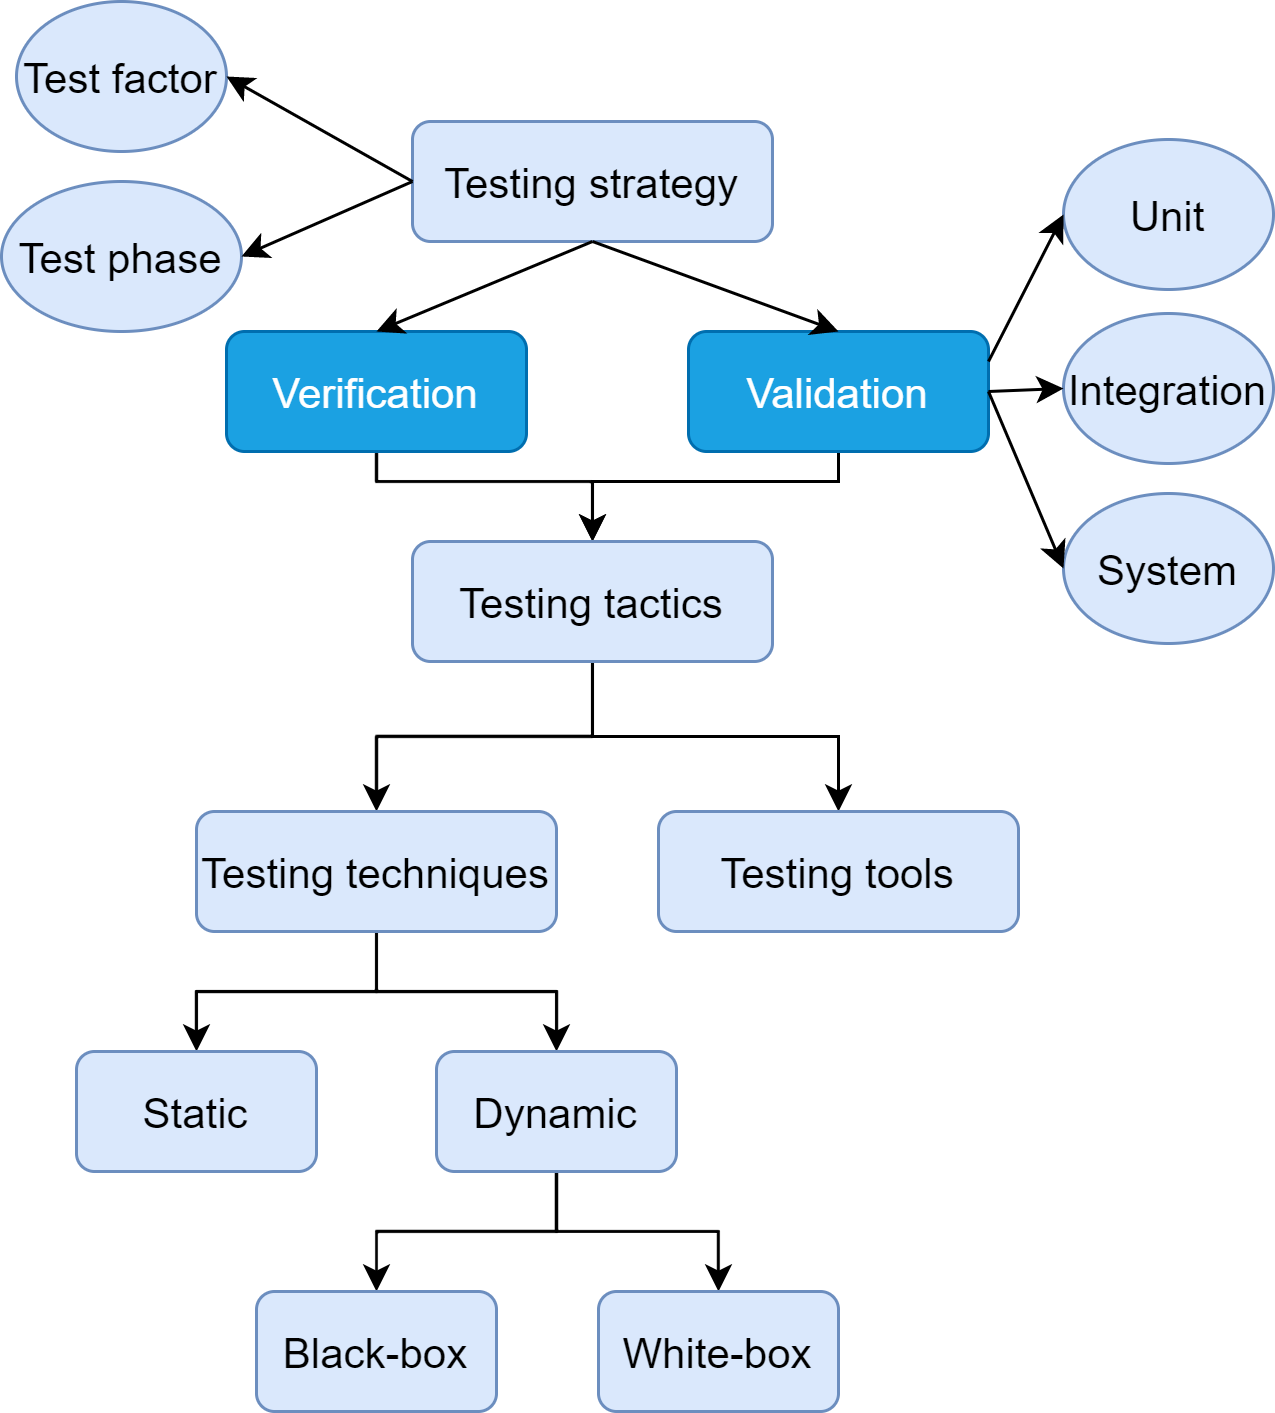 Test factor
Testing strategy
Test phase
Unit
Verification
Validation
Integration
System
Testing tactics
Testing techniques
Testing tools
Static
Dynamic
Black-box
White-box